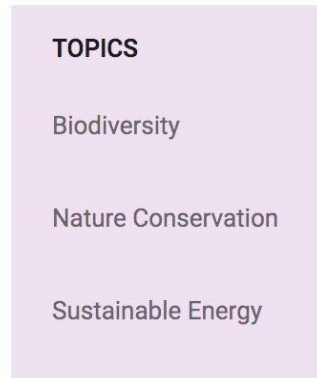 TOPICS
Biodiversity
Nature Conservation
Sustainable Energy